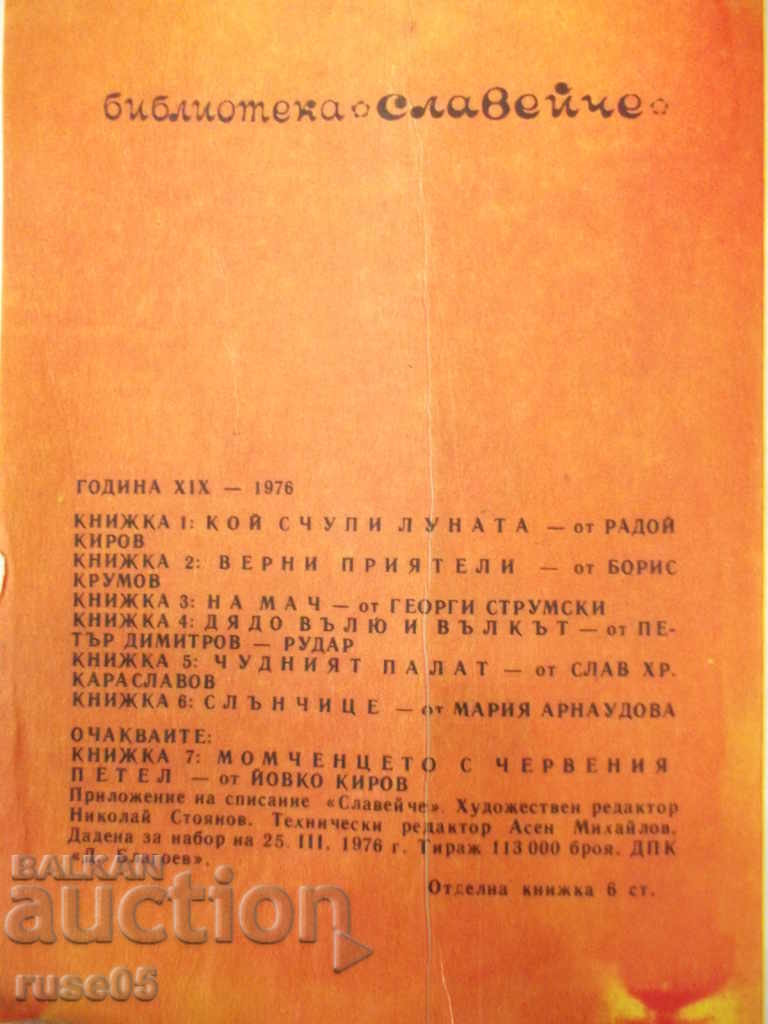 библиотека славейче
ГОДИНА XIX — 1976
КНИЖКА 1: КОЙ СЧУПИ ЛУНАТА — от РАДОЙ
КИРОВ
КНИЖКА 2: ВЕРНИ ПРИЯТЕЛИ — от БОРИС
КРУМОВ
КНИЖКА 3: НА МАЧ — от ГЕОРГИ СТРУМСКИ
КНИЖКА 4: ДЯДО ВЪЛЮ И ВЪЛКЪТ — от ПЕ-
ТЪР ДИМИТРОВ — РУДАР
КНИЖКА 5: ЧУДНИЯТ ПАЛАТ — от СЛАВ ХР.
КАРАСЛАВОВ
КНИЖКА 6: СЛЪНЧИЦЕ — от МАРИЯ АРНАУДОВА
ОЧАКВАЙТЕ:
КНИЖКА 7: МОМЧЕНЦЕТО С ЧЕРВЕНИЯ
ПЕТЕЛ — от ЙОВКО КИРОВ
Приложение на списание «Славейче». Художествен редактор
Николай Стоянов. Технически редактор Асен Михайлов.
Дадена за набор на 25. III. 1976 г. Тираж 113 000 броя. ДПК
«Д. Благоев».
Отделна книжка 6 ст.
BALKAN
auction
ruse05